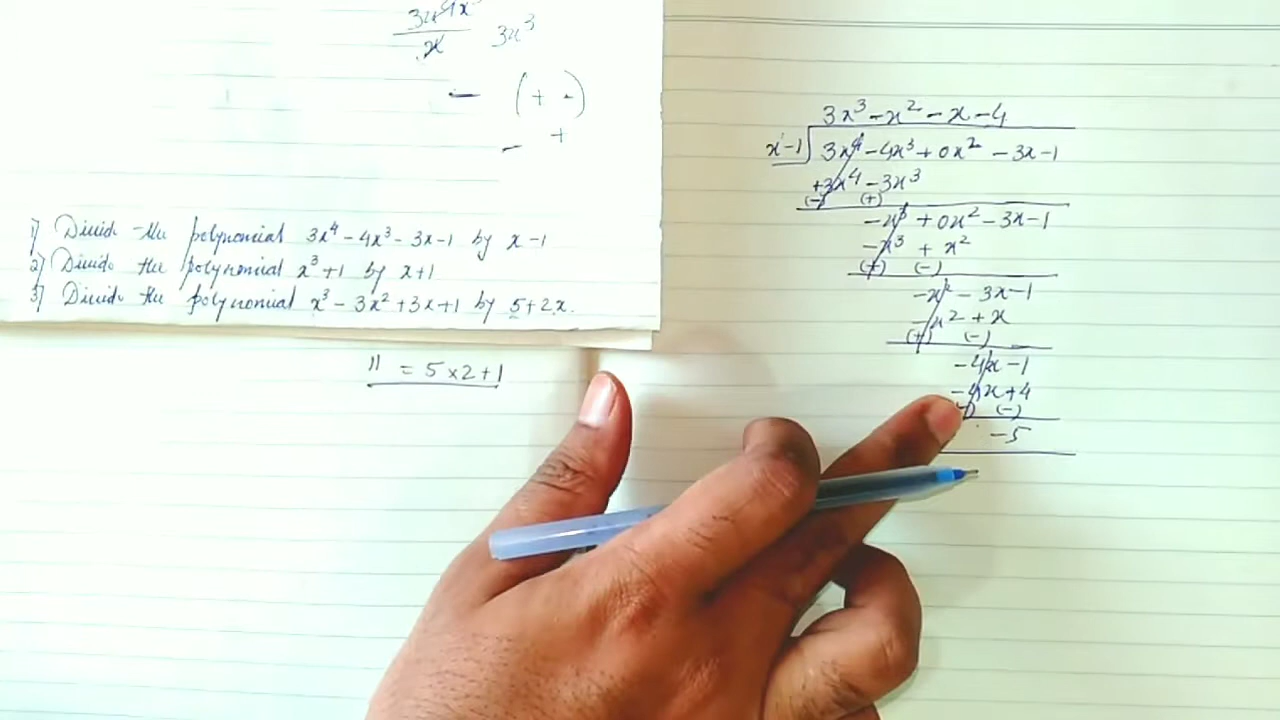 3x⁴x³
x 3x³
— (+ -)
— +
1) Divide the polynomial 3x⁴ - 4x³ - 3x - 1 by x - 1
2) Divide the polynomial x³ + 1 by x + 1
3) Divide the polynomial x³ - 3x² + 3x + 1 by 5 + 2x.
11 = 5 × 2 + 1
3x³ - x² - x - 4
x - 1 ) 3x⁴ - 4x³ + 0x² - 3x - 1
+3x⁴ - 3x³
(-) (+)
-x³ + 0x² - 3x - 1
-x³ + x²
(+) (-)
-x² - 3x - 1
-x² + x
(+) (-)
-4x - 1
-4x + 4
(-)
-5